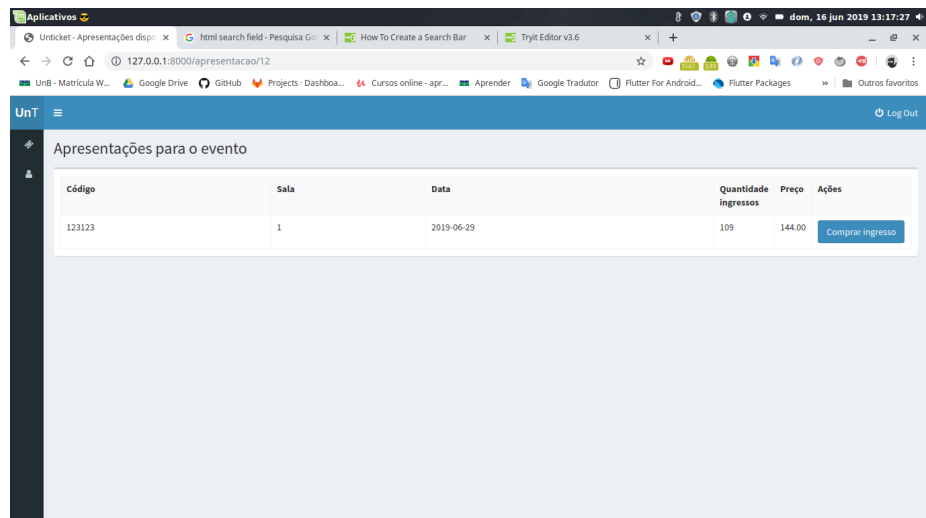 Aplicativos
dom, 16 jun 2019 13:17:27
Unticket - Apresentações dispo
html search field - Pesquisa Go
How To Create a Search Bar
Tryit Editor v3.6
127.0.0.1:8000/apresentacao/12
UnB - Matrícula W...
Google Drive
GitHub
Projects · Dashboa...
Cursos online - apr...
Aprender
Google Tradutor
Flutter For Android...
Flutter Packages
Outros favoritos
UnT
Log Out
Apresentações para o evento
Código Sala Data Quantidade ingressos Preço Ações
123123 1 2019-06-29 109 144.00 Comprar ingresso